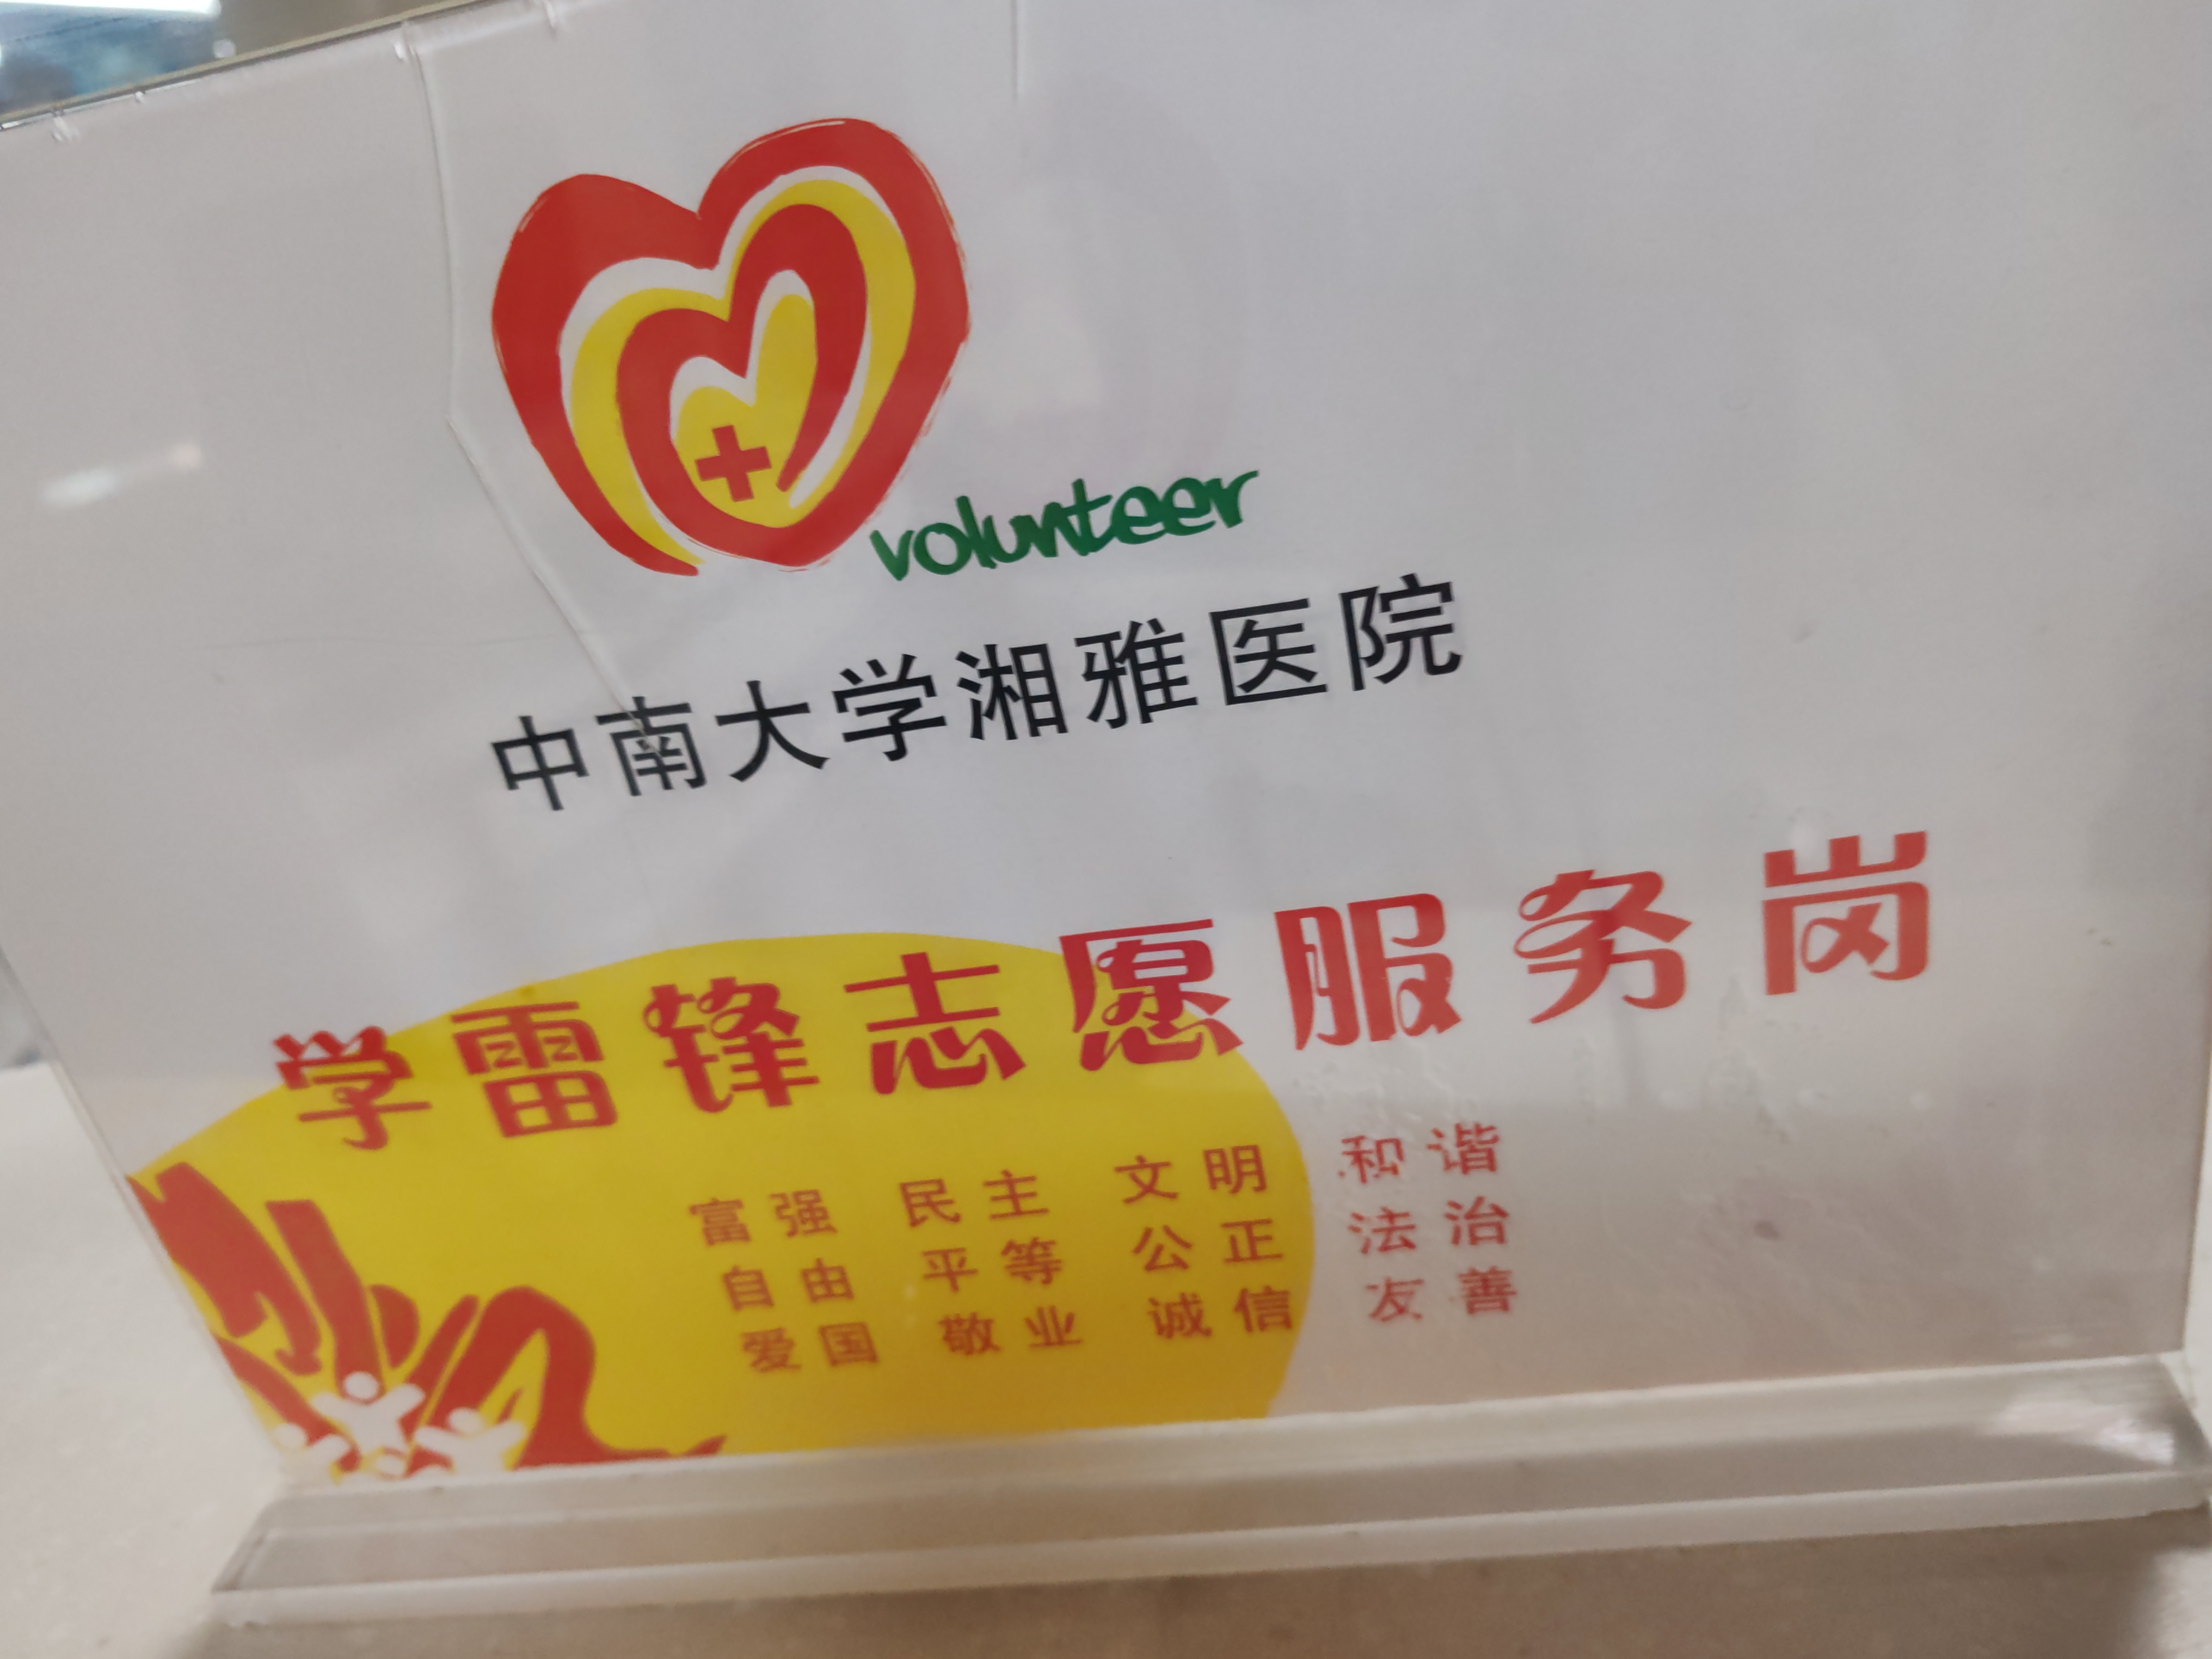 volunteer
中南大学湘雅医院
学雷锋志愿服务岗
富强 民主 文明 和谐
自由 平等 公正 法治
爱国 敬业 诚信 友善